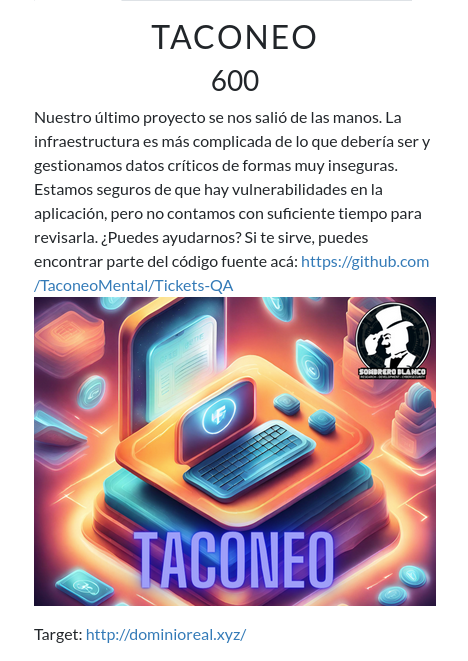 TACONEO
600
Nuestro último proyecto se nos salió de las manos. La
infraestructura es más complicada de lo que debería ser y
gestionamos datos críticos de formas muy inseguras.
Estamos seguros de que hay vulnerabilidades en la
aplicación, pero no contamos con suficiente tiempo para
revisarla. ¿Puedes ayudarnos? Si te sirve, puedes
encontrar parte del código fuente acá: https://github.com
/TaconeoMental/Tickets-QA
SOMBRERO BLANCO
TACONEO
Target: http://dominioreal.xyz/